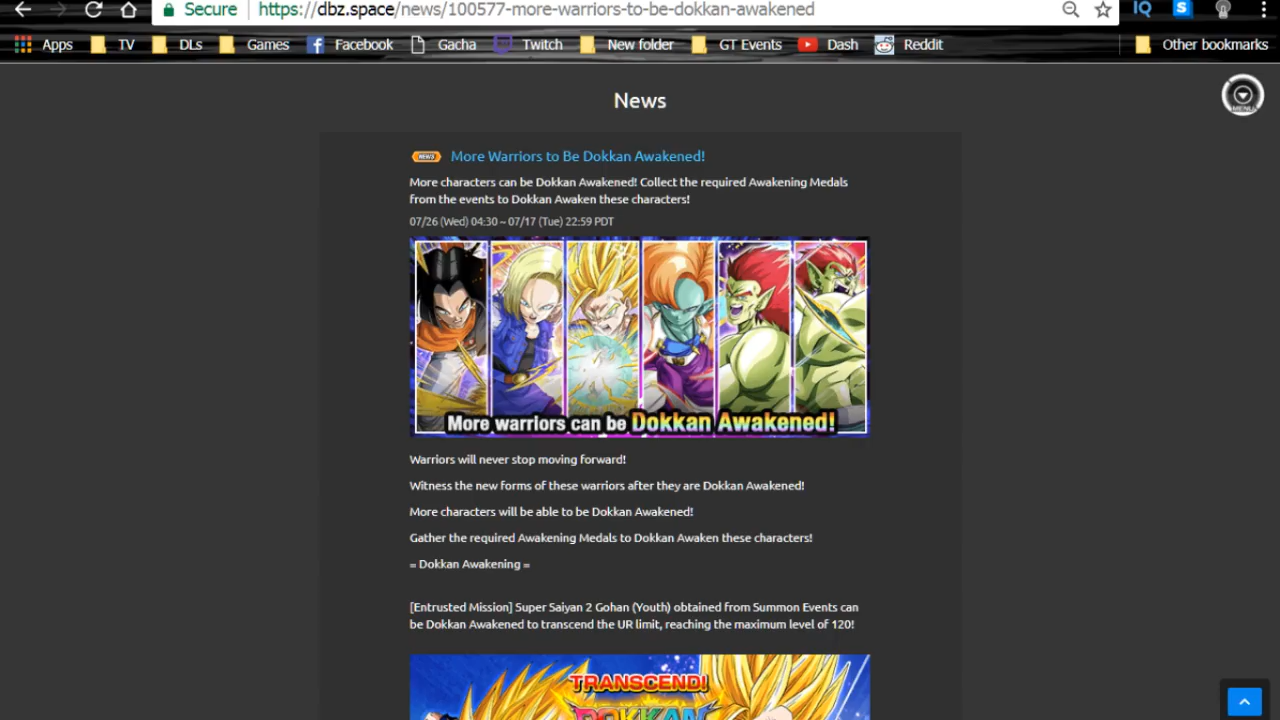 Secure https://dbz.space/news/100577-more-warriors-to-be-dokkan-awakened IQ S
Apps TV DLs Games Facebook Gacha Twitch New folder GT Events Dash Reddit Other bookmarks
News
MENU
NEWS More Warriors to Be Dokkan Awakened!
More characters can be Dokkan Awakened! Collect the required Awakening Medals
from the events to Dokkan Awaken these characters!
07/26 (Wed) 04:30 ~ 07/17 (Tue) 22:59 PDT
More warriors can be Dokkan Awakened!
Warriors will never stop moving forward!
Witness the new forms of these warriors after they are Dokkan Awakened!
More characters will be able to be Dokkan Awakened!
Gather the required Awakening Medals to Dokkan Awaken these characters!
= Dokkan Awakening =
[Entrusted Mission] Super Saiyan 2 Gohan (Youth) obtained from Summon Events can
be Dokkan Awakened to transcend the UR limit, reaching the maximum level of 120!
TRANSCEND!
DOKKAN